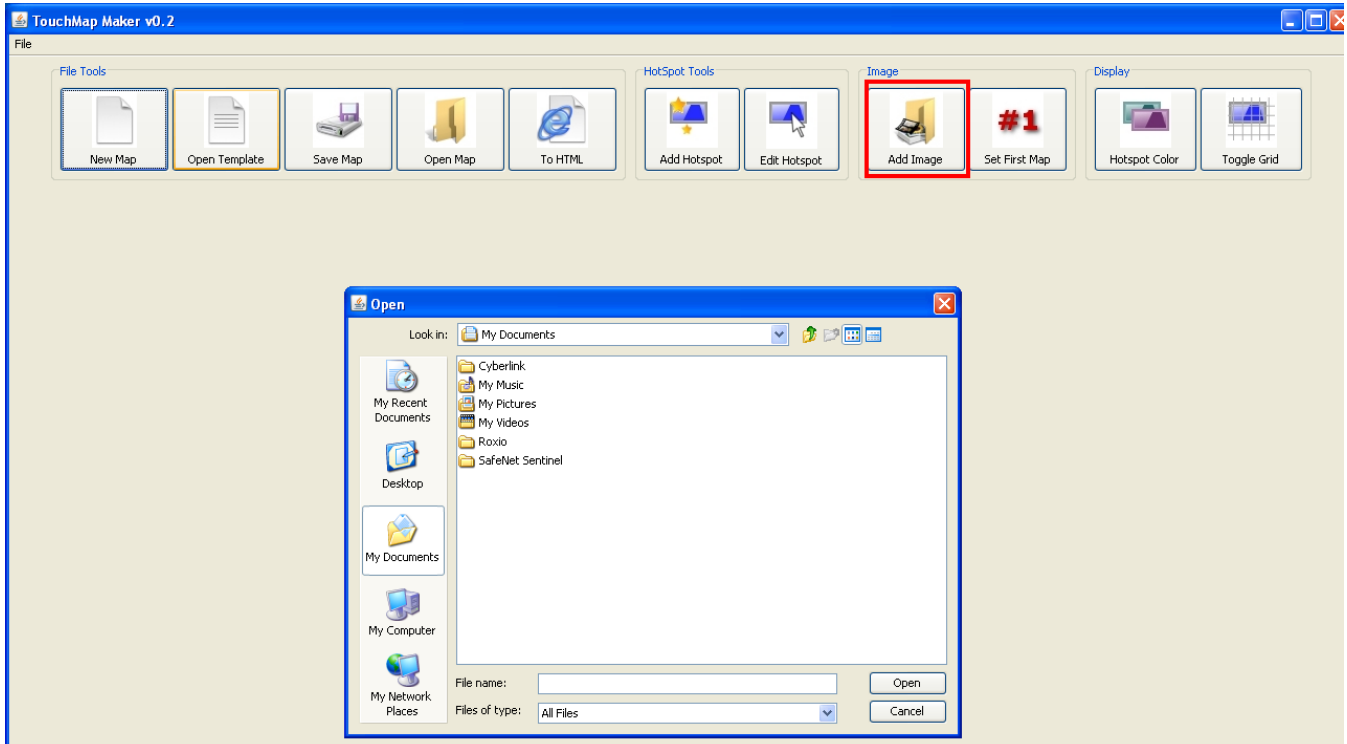 TouchMap Maker v0.2
File
File Tools
HotSpot Tools
Image
Display
New Map
Open Template
Save Map
Open Map
To HTML
Add Hotspot
Edit Hotspot
Add Image
#1
Set First Map
Hotspot Color
Toggle Grid
Open
Look in:
My Documents
My Recent
Documents
Desktop
My Documents
My Computer
My Network
Places
Cyberlink
My Music
My Pictures
My Videos
Roxio
SafeNet Sentinel
File name:
Open
Files of type:
All Files
Cancel